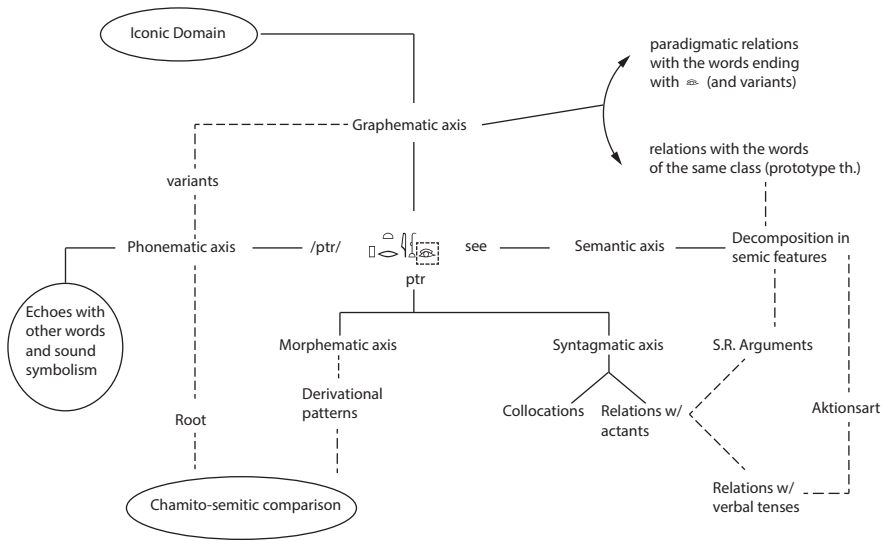 Iconic Domain
paradigmatic relations
with the words ending
with 𓁹 (and variants)
Graphematic axis
relations with the words
of the same class (prototype th.)
variants
Phonematic axis
/ptr/
see
Semantic axis
Decomposition in
semic features
ptr
Echoes with
other words
and sound
symbolism
Morphematic axis
Syntagmatic axis
S.R. Arguments
Derivational
patterns
Collocations
Relations w/
actants
Aktionsart
Root
Relations w/
verbal tenses
Chamito-semitic comparison